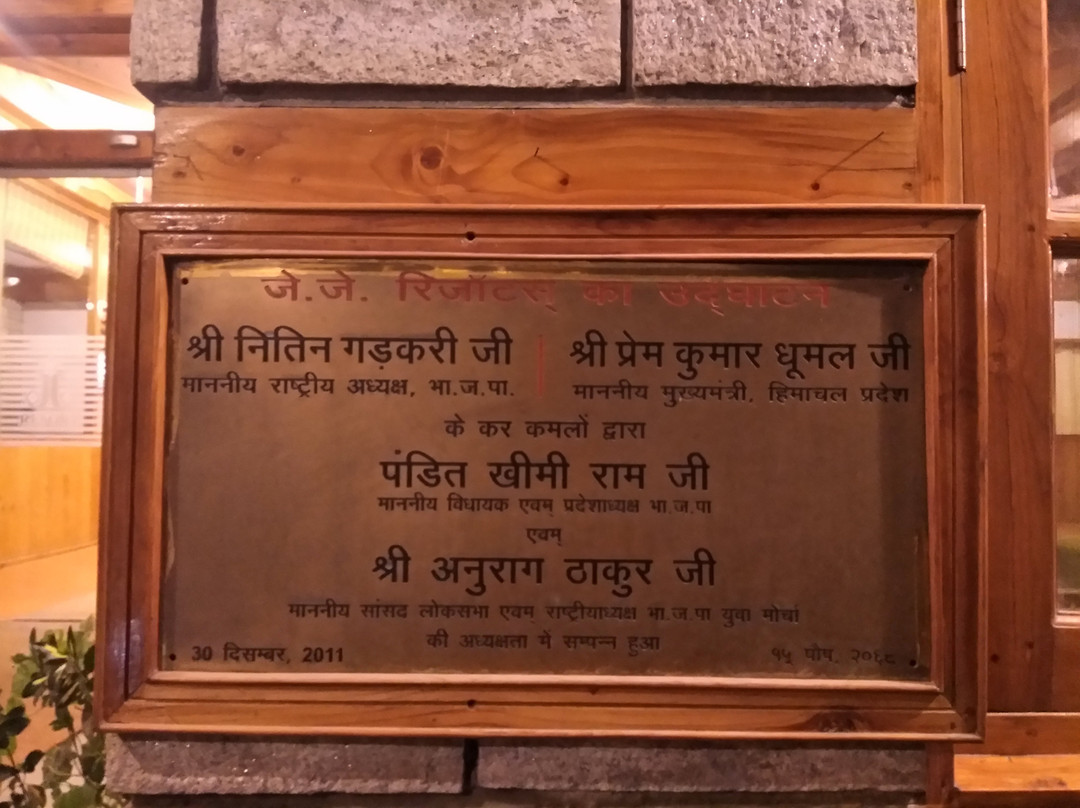 जे.जे. रिजॉटस् का उद्घाटन
श्री नितिन गड़करी जी
माननीय राष्ट्रीय अध्यक्ष, भा.ज.पा.
श्री प्रेम कुमार धूमल जी
माननीय मुख्यमंत्री, हिमाचल प्रदेश
के कर कमलों द्वारा
पंडित खीमी राम जी
माननीय विधायक एवम् प्रदेशाध्यक्ष भा.ज.पा
एवम्
श्री अनुराग ठाकुर जी
माननीय सांसद लोकसभा एवम् राष्ट्रीयाध्यक्ष भा.ज.पा युवा मोर्चा
की अध्यक्षता में सम्पन्न हुआ
30 दिसम्बर, 2011
१५ पोष, २०६८